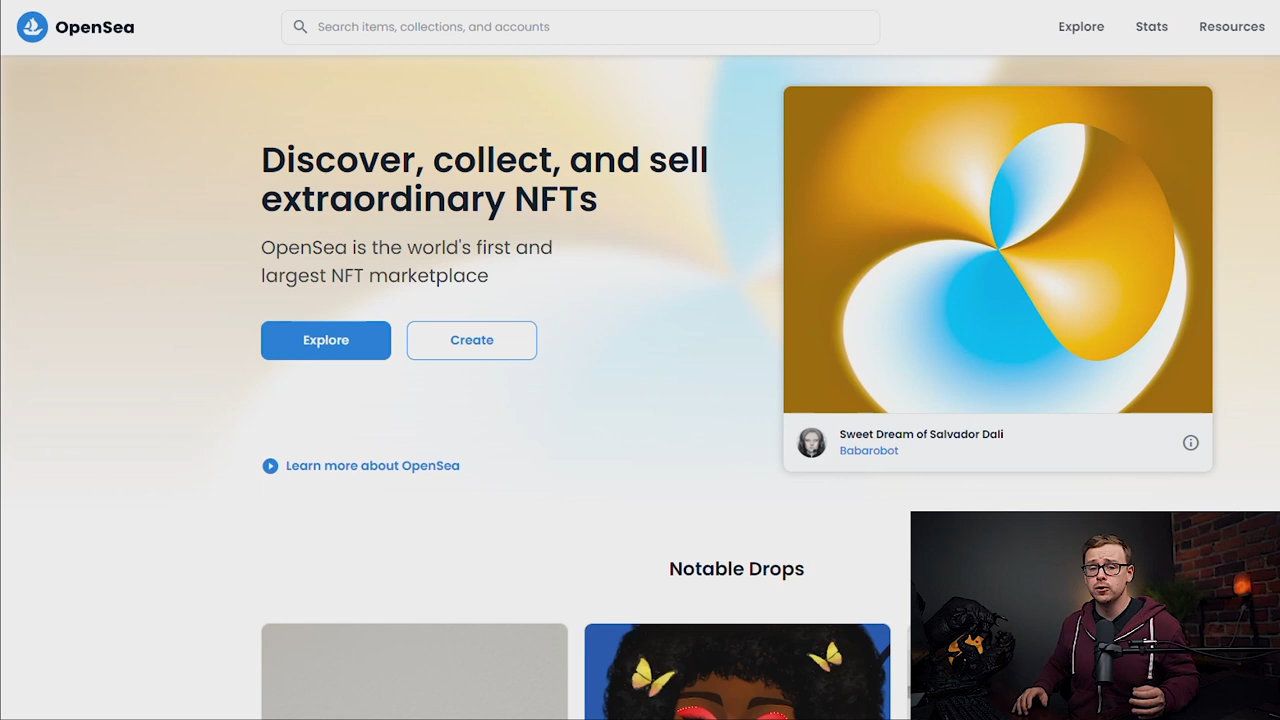 OpenSea
Search items, collections, and accounts
Explore
Stats
Resources
Discover, collect, and sell
extraordinary NFTs
OpenSea is the world's first and
largest NFT marketplace
Explore
Create
Learn more about OpenSea
Sweet Dream of Salvador Dali
Babarobot
Notable Drops